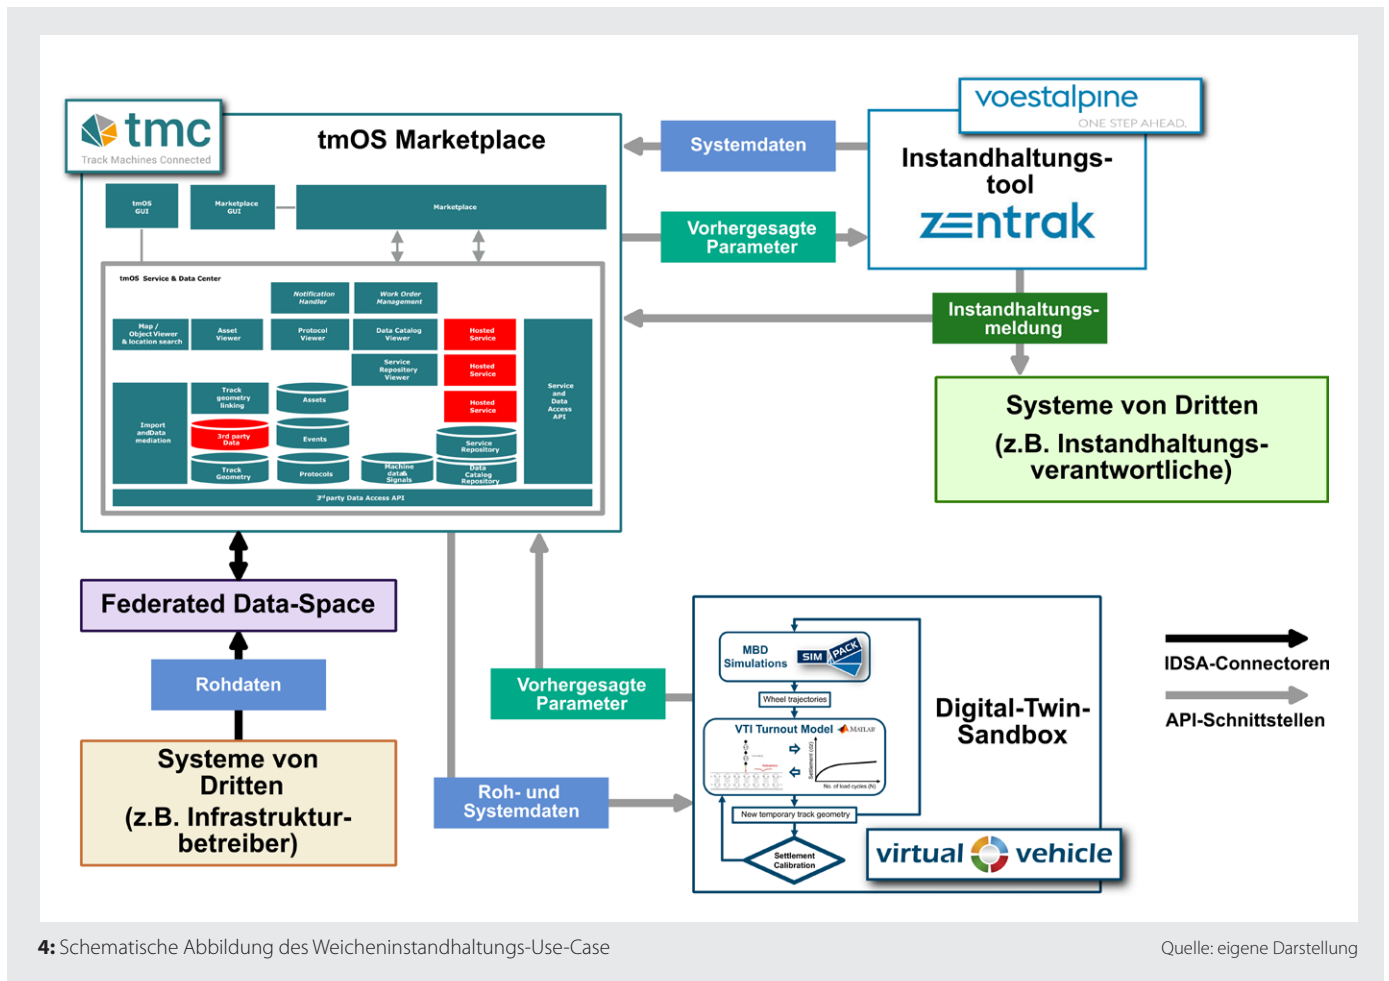 tmc
Track Machines Connected
tmOS Marketplace
tmOS
GUI
Marketplace
GUI
Marketplace
tmOS Service & Data Center
Notification
Handler
Work Order
Management
Map /
Object Viewer
& location search
Asset
Viewer
Protocol
Viewer
Data Catalog
Viewer
Hosted
Service
Service
Repository
Viewer
Hosted
Service
Hosted
Service
Import
andData
mediation
Track
geometry
linking
Assets
3rd party
Data
Events
Service
Repository
Track
Geometry
Protocols
Machine
data&
Signals
Data
Catalog
Repository
Service
and
Data
Access
API
3rd party Data Access API
Systemdaten
Vorhergesagte
Parameter
voestalpine
ONE STEP AHEAD.
Instandhaltungs-
tool
zentrak
Instandhaltungs-
meldung
Systeme von Dritten
(z.B. Instandhaltungs-
verantwortliche)
Federated Data-Space
Rohdaten
Systeme von
Dritten
(z.B. Infrastruktur-
betreiber)
Vorhergesagte
Parameter
Roh- und
Systemdaten
MBD
Simulations
SIMPACK
Wheel trajectories
VTI Turnout Model
MATLAB
Settlement (dz)
No. of load cycles (N)
New temporary track geometry
Settlement
Calibration
Digital-Twin-
Sandbox
virtual vehicle
IDSA-Connectoren
API-Schnittstellen
4: Schematische Abbildung des Weicheninstandhaltungs-Use-Case
Quelle: eigene Darstellung